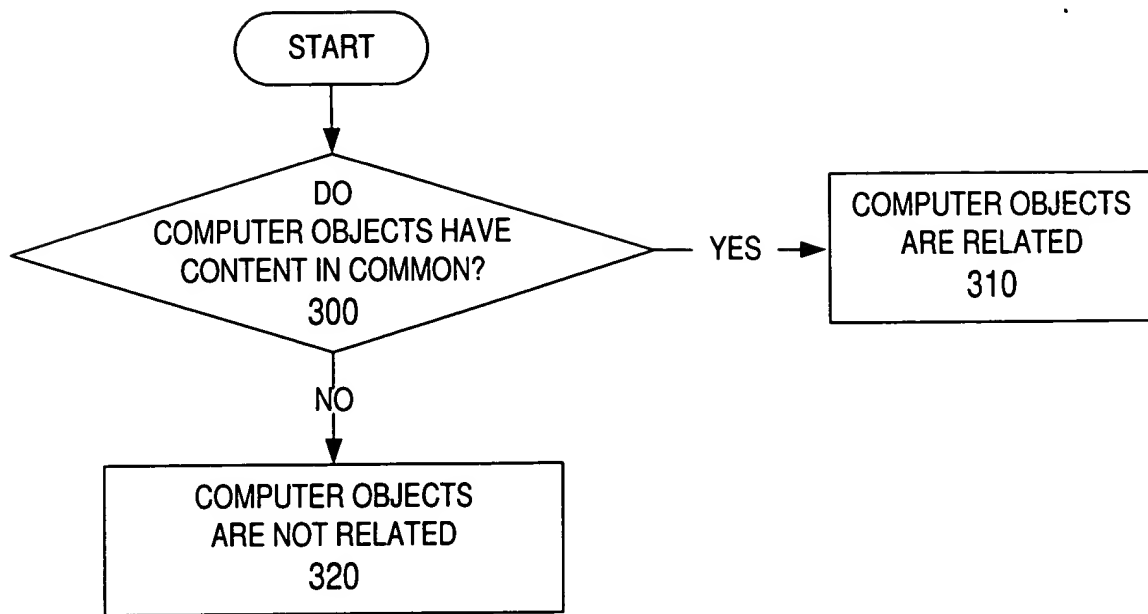 START
DO
COMPUTER OBJECTS HAVE
CONTENT IN COMMON?
300
YES
COMPUTER OBJECTS
ARE RELATED
310
NO
COMPUTER OBJECTS
ARE NOT RELATED
320